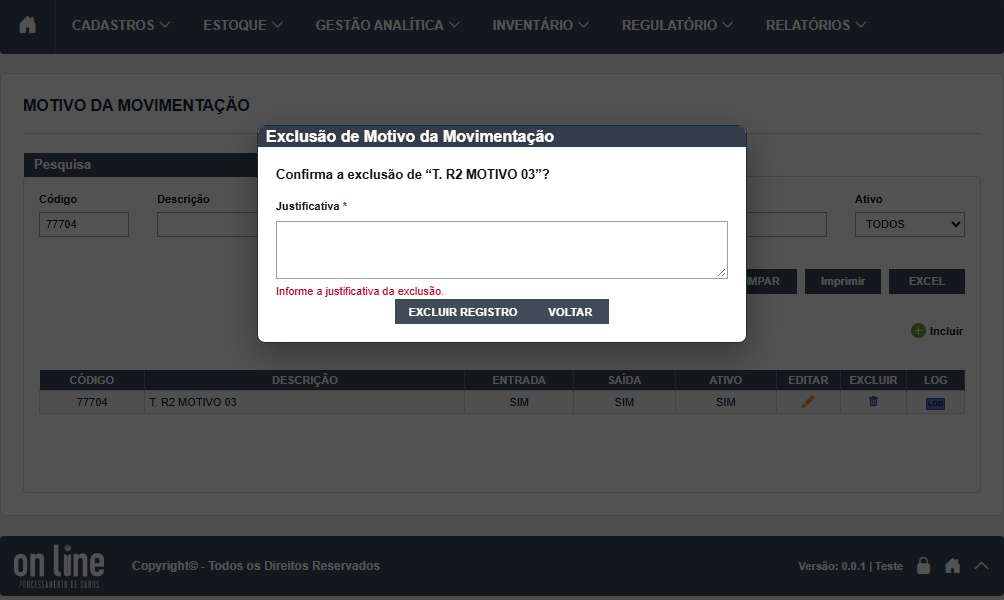 CADASTROS ESTOQUE GESTÃO ANALÍTICA INVENTÁRIO REGULATÓRIO RELATÓRIOS
MOTIVO DA MOVIMENTAÇÃO
Exclusão de Motivo da Movimentação
Confirma a exclusão de “T. R2 MOTIVO 03”?
Justificativa *
Informe a justificativa da exclusão.
EXCLUIR REGISTRO VOLTAR
Pesquisa
Código Descrição Ativo
77704 TODOS
Imprimir EXCEL
Incluir
CÓDIGO DESCRIÇÃO ENTRADA SAÍDA ATIVO EDITAR EXCLUIR LOG
77704 T. R2 MOTIVO 03 SIM SIM SIM LOG
on line
PROCESSAMENTO DE DADOS
Copyright© - Todos os Direitos Reservados
Versão: 0.0.1 | Teste